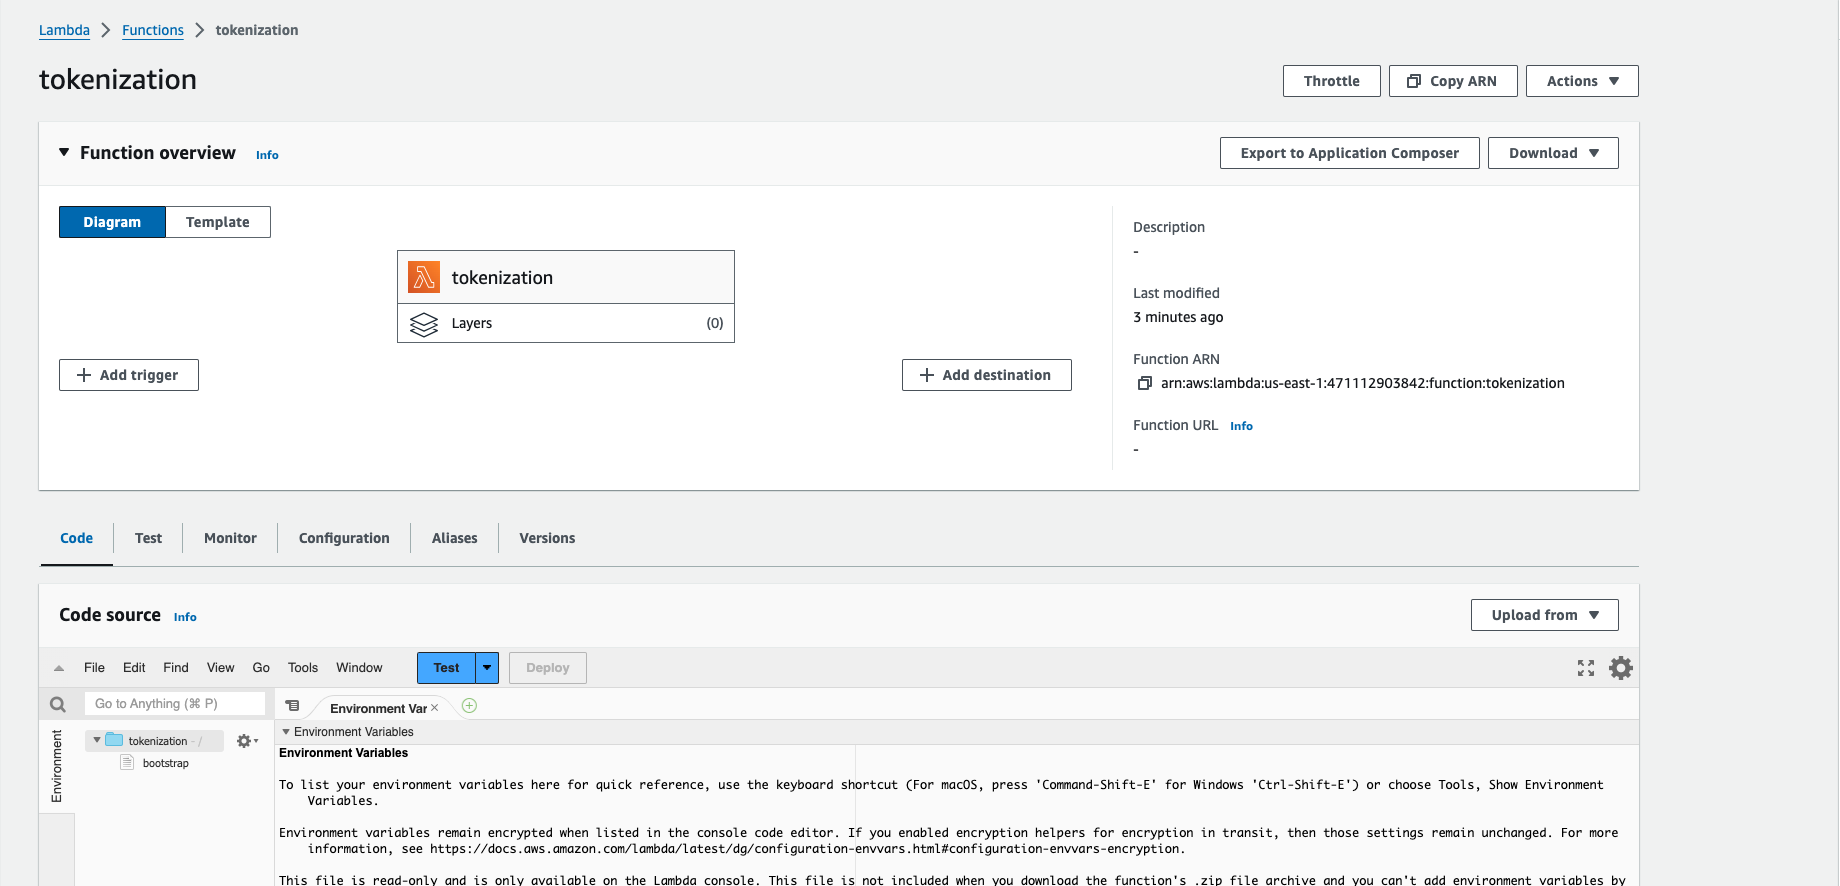 Lambda > Functions > tokenization
tokenization
Throttle Copy ARN Actions
Function overview Info Export to Application Composer Download
Diagram Template
tokenization
Layers (0)
+ Add trigger + Add destination
Description
-
Last modified
3 minutes ago
Function ARN
arn:aws:lambda:us-east-1:471112903842:function:tokenization
Function URL Info
-
Code Test Monitor Configuration Aliases Versions
Code source Info Upload from
File Edit Find View Go Tools Window Test Deploy
Go to Anything (⌘ P)
Environment Var ×
Environment
tokenization - /
bootstrap
Environment Variables
Environment Variables
To list your environment variables here for quick reference, use the keyboard shortcut (For macOS, press 'Command-Shift-E' for Windows 'Ctrl-Shift-E') or choose Tools, Show Environment
Variables.
Environment variables remain encrypted when listed in the console code editor. If you enabled encryption helpers for encryption in transit, then those settings remain unchanged. For more
information, see https://docs.aws.amazon.com/lambda/latest/dg/configuration-envvars.html#configuration-envvars-encryption.
This file is read-only and is only available on the Lambda console. This file is not included when you download the function's .zip file archive and you can't add environment variables by